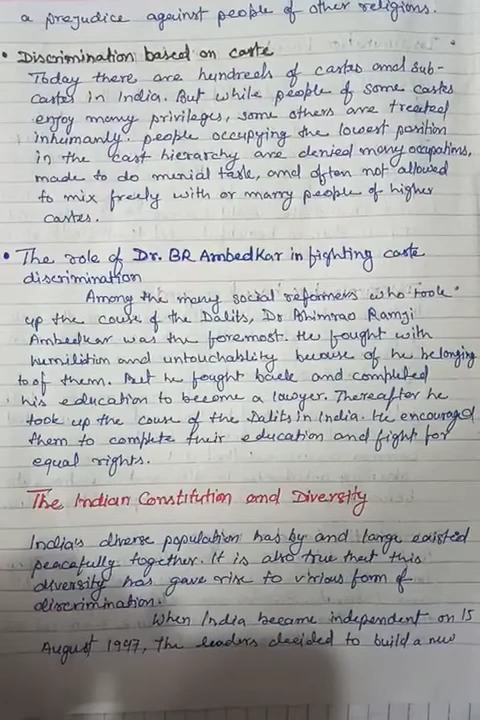 a prejudice against people of other religions.
• Discrimination based on caste
Today there are hundreds of castes and sub-
castes in India. But while people of some castes
enjoy many privileges, some others are treated
inhumanly. people occupying the lowest position
in the cast hierarchy are denied many occupations,
made to do menial task, and often not allowed
to mix freely with or marry people of higher
castes.
• The role of Dr. BR Ambedkar in fighting caste
discrimination
Among the many social reformers who took
up the couse of the Dalits, Dr Bhimrao Ramji
Ambedkar was the foremost. He fought with
humilition and untouchablity because of he belonging
to of them. But he fought back and completed
his education to become a lawyer. Thereafter he
took up the couse of the Dalits in India. He encouraged
them to complete their education and fight for
equal rights.
The Indian Constitution and Diversity
India's diverse population has by and large existed
peacefully together. It is also true that this
diversity has gave rise to virious form of
discrimination.
When India became independent on 15
August 1947, The leaders decided to build a new